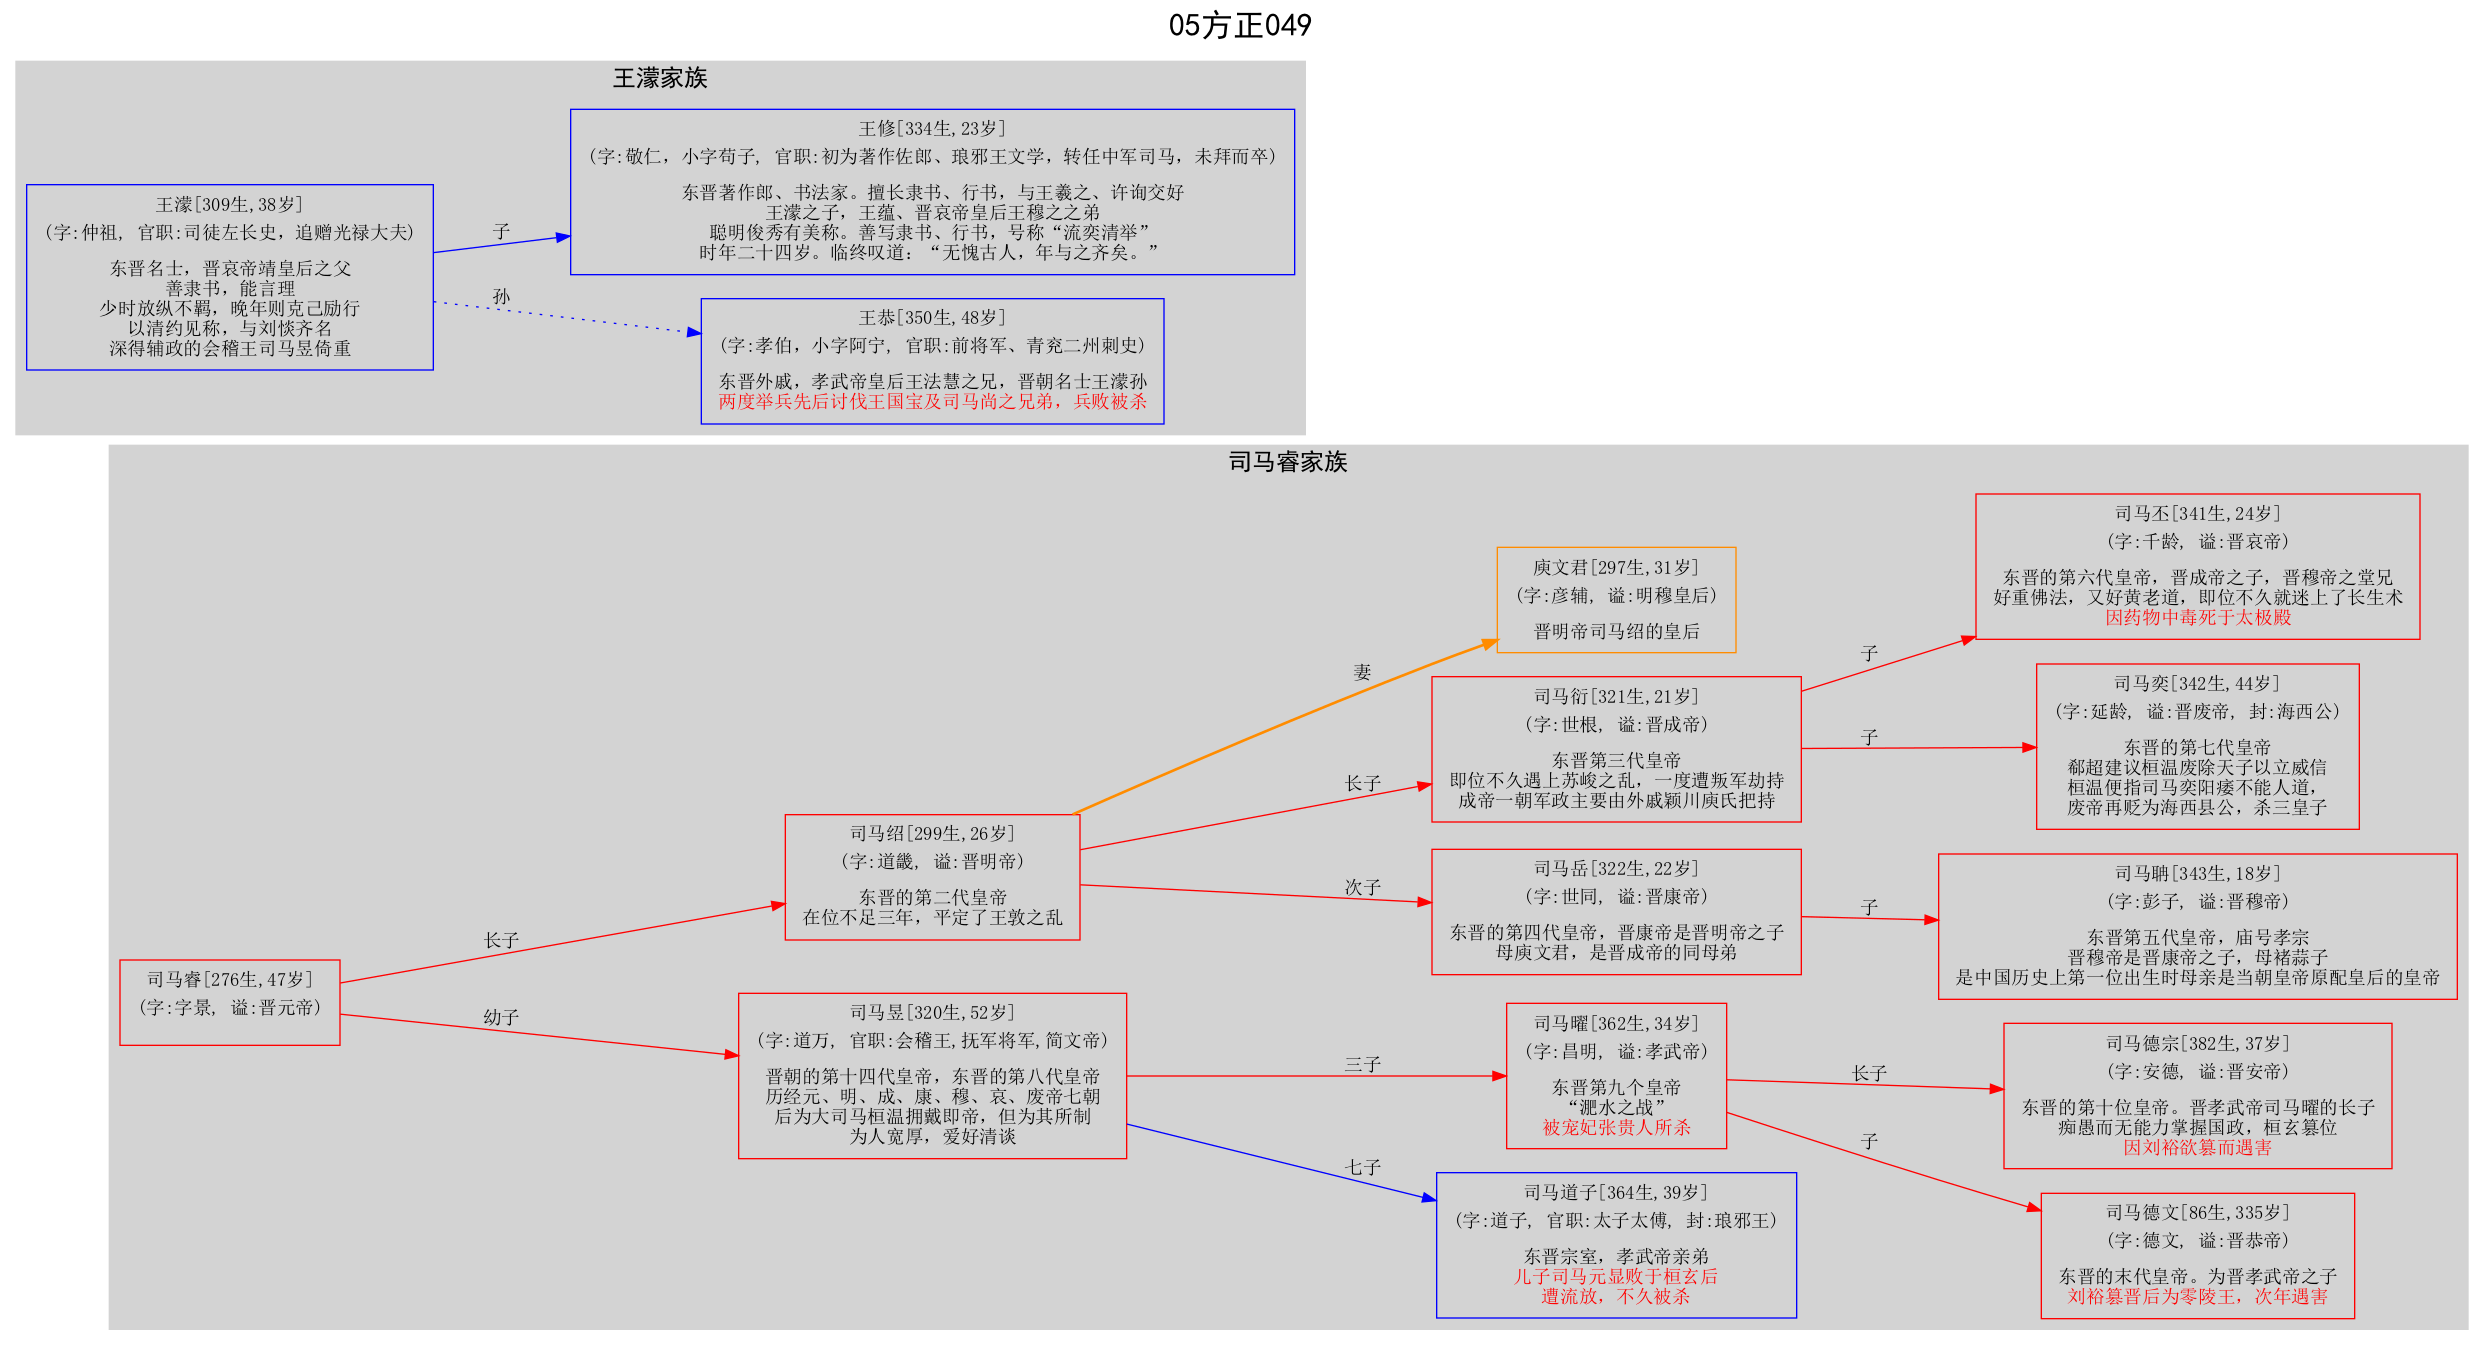 05方正049
王濛家族
王濛[309生,38岁]
(字:仲祖, 官职:司徒左长史，追赠光禄大夫)
东晋名士，晋哀帝靖皇后之父
善隶书，能言理
少时放纵不羁，晚年则克己励行
以清约见称，与刘惔齐名
深得辅政的会稽王司马昱倚重
子
孙
王修[334生,23岁]
(字:敬仁，小字苟子, 官职:初为著作佐郎、琅邪王文学，转任中军司马，未拜而卒)
东晋著作郎、书法家。擅长隶书、行书，与王羲之、许询交好
王濛之子，王蕴、晋哀帝皇后王穆之之弟
聪明俊秀有美称。善写隶书、行书，号称“流奕清举”
时年二十四岁。临终叹道：“无愧古人，年与之齐矣。”
王恭[350生,48岁]
(字:孝伯，小字阿宁, 官职:前将军、青兖二州刺史)
东晋外戚，孝武帝皇后王法慧之兄，晋朝名士王濛孙
两度举兵先后讨伐王国宝及司马尚之兄弟，兵败被杀
司马睿家族
司马睿[276生,47岁]
(字:字景, 谥:晋元帝)
长子
幼子
司马绍[299生,26岁]
(字:道畿, 谥:晋明帝)
东晋的第二代皇帝
在位不足三年，平定了王敦之乱
司马昱[320生,52岁]
(字:道万, 官职:会稽王,抚军将军,简文帝)
晋朝的第十四代皇帝，东晋的第八代皇帝
历经元、明、成、康、穆、哀、废帝七朝
后为大司马桓温拥戴即帝，但为其所制
为人宽厚，爱好清谈
妻
长子
次子
三子
七子
庾文君[297生,31岁]
(字:彦辅, 谥:明穆皇后)
晋明帝司马绍的皇后
司马衍[321生,21岁]
(字:世根, 谥:晋成帝)
东晋第三代皇帝
即位不久遇上苏峻之乱，一度遭叛军劫持
成帝一朝军政主要由外戚颖川庾氏把持
司马岳[322生,22岁]
(字:世同, 谥:晋康帝)
东晋的第四代皇帝，晋康帝是晋明帝之子
母庾文君，是晋成帝的同母弟
司马曜[362生,34岁]
(字:昌明, 谥:孝武帝)
东晋第九个皇帝
“淝水之战”
被宠妃张贵人所杀
司马道子[364生,39岁]
(字:道子, 官职:太子太傅, 封:琅邪王)
东晋宗室，孝武帝亲弟
儿子司马元显败于桓玄后
遭流放，不久被杀
子
子
子
长子
子
司马丕[341生,24岁]
(字:千龄, 谥:晋哀帝)
东晋的第六代皇帝，晋成帝之子，晋穆帝之堂兄
好重佛法，又好黄老道，即位不久就迷上了长生术
因药物中毒死于太极殿
司马奕[342生,44岁]
(字:延龄, 谥:晋废帝, 封:海西公)
东晋的第七代皇帝
郗超建议桓温废除天子以立威信
桓温便指司马奕阳痿不能人道，
废帝再贬为海西县公，杀三皇子
司马聃[343生,18岁]
(字:彭子, 谥:晋穆帝)
东晋第五代皇帝，庙号孝宗
晋穆帝是晋康帝之子，母褚蒜子
是中国历史上第一位出生时母亲是当朝皇帝原配皇后的皇帝
司马德宗[382生,37岁]
(字:安德, 谥:晋安帝)
东晋的第十位皇帝。晋孝武帝司马曜的长子
痴愚而无能力掌握国政，桓玄篡位
因刘裕欲篡而遇害
司马德文[86生,335岁]
(字:德文, 谥:晋恭帝)
东晋的末代皇帝。为晋孝武帝之子
刘裕篡晋后为零陵王，次年遇害